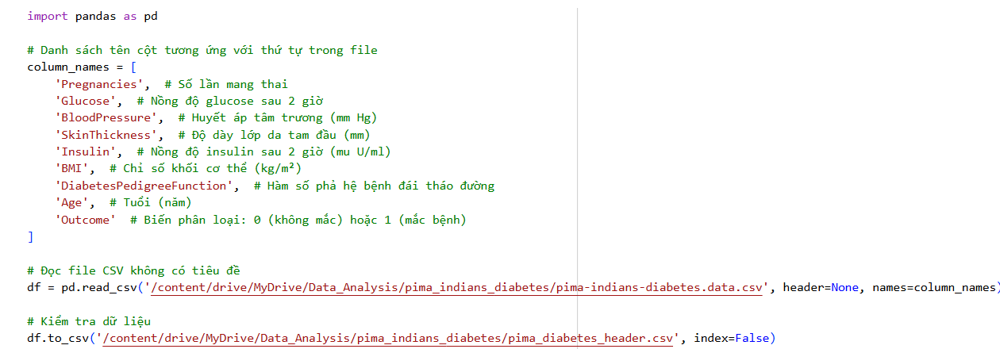 import pandas as pd
# Danh sách tên cột tương ứng với thứ tự trong file
column_names = [
    'Pregnancies',  # Số lần mang thai
    'Glucose',  # Nồng độ glucose sau 2 giờ
    'BloodPressure',  # Huyết áp tâm trương (mm Hg)
    'SkinThickness',  # Độ dày lớp da tam đầu (mm)
    'Insulin',  # Nồng độ insulin sau 2 giờ (mu U/ml)
    'BMI',  # Chỉ số khối cơ thể (kg/m²)
    'DiabetesPedigreeFunction',  # Hàm số phả hệ bệnh đái tháo đường
    'Age',  # Tuổi (năm)
    'Outcome'  # Biến phân loại: 0 (không mắc) hoặc 1 (mắc bệnh)
]
# Đọc file CSV không có tiêu đề
df = pd.read_csv('/content/drive/MyDrive/Data_Analysis/pima_indians_diabetes/pima-indians-diabetes.data.csv', header=None, names=column_names)
# Kiểm tra dữ liệu
df.to_csv('/content/drive/MyDrive/Data_Analysis/pima_indians_diabetes/pima_diabetes_header.csv', index=False)